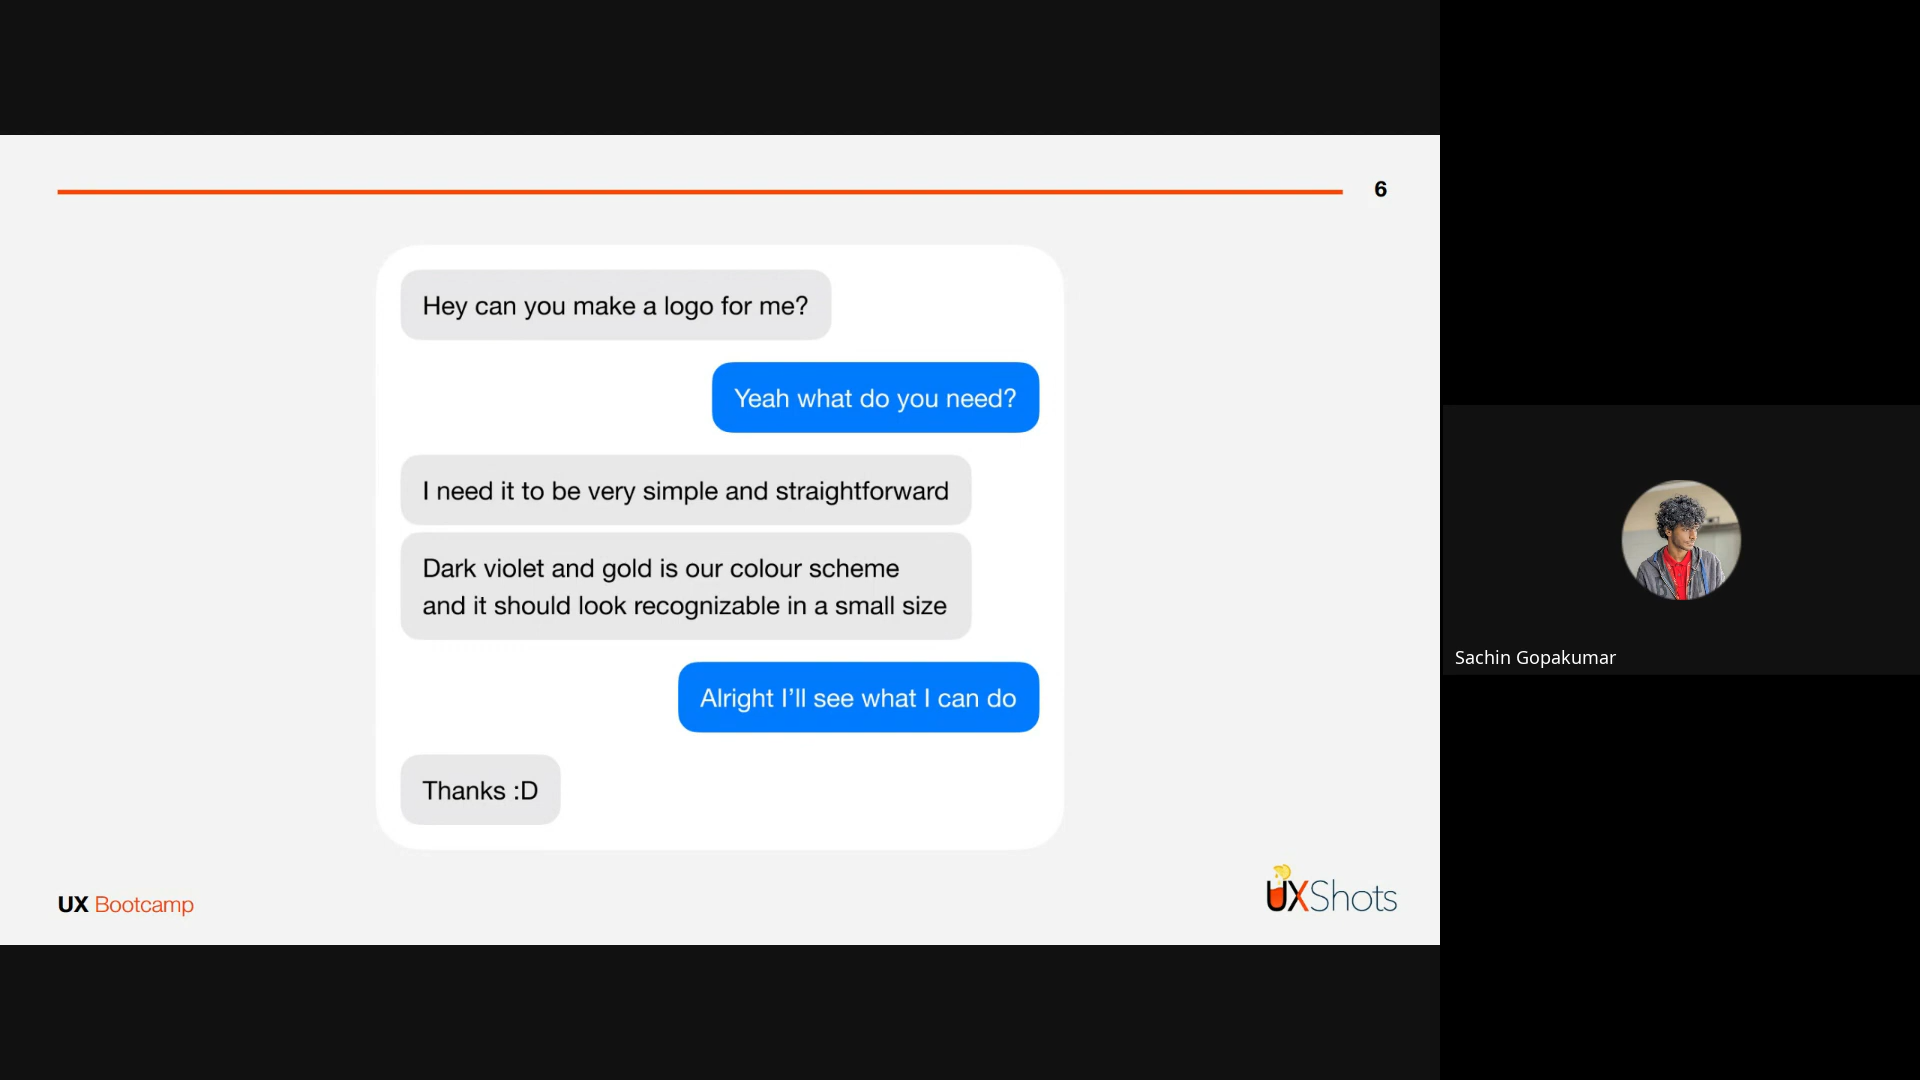 6
Hey can you make a logo for me?
Yeah what do you need?
I need it to be very simple and straightforward
Dark violet and gold is our colour scheme
and it should look recognizable in a small size
Alright I’ll see what I can do
Thanks :D
UX Bootcamp
UXShots
Sachin Gopakumar